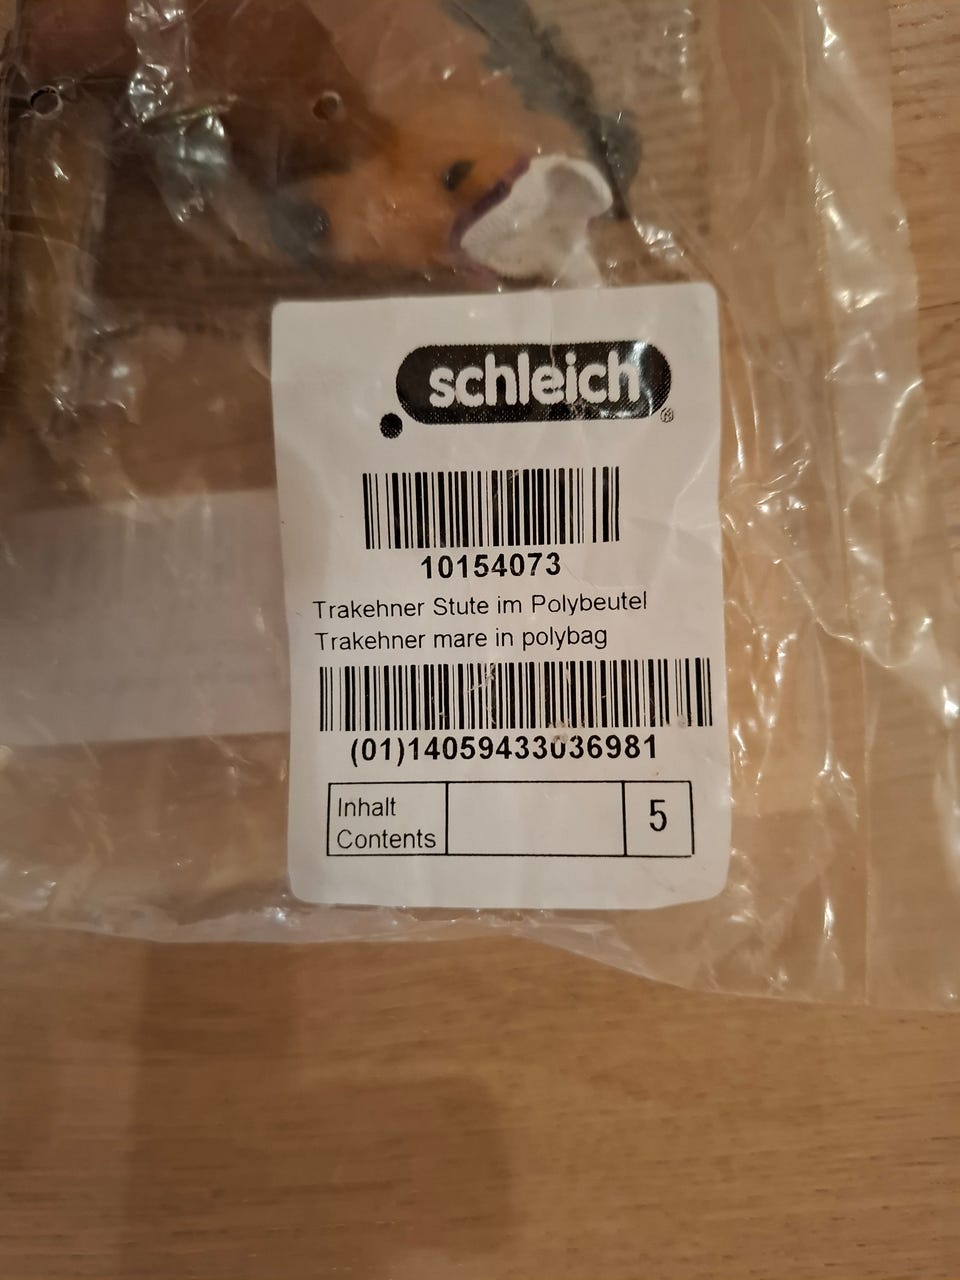 schleich®
10154073
Trakehner Stute im Polybeutel
Trakehner mare in polybag
(01)14059433036981
Inhalt
Contents
5